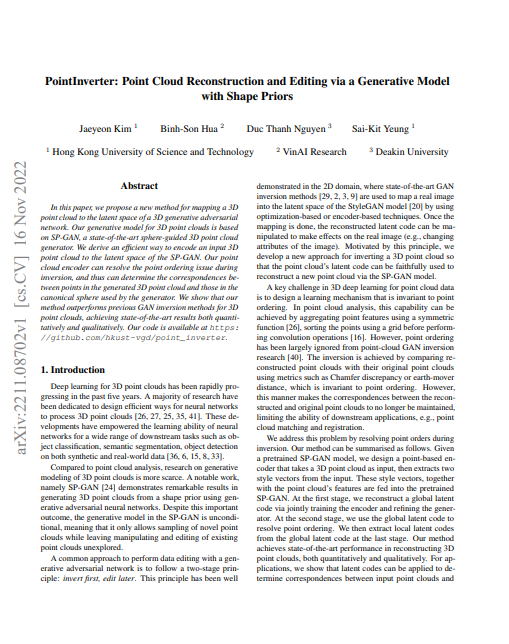 PointInverter: Point Cloud Reconstruction and Editing via a Generative Model
with Shape Priors
Jaeyeon Kim 1 Binh-Son Hua 2 Duc Thanh Nguyen 3 Sai-Kit Yeung 1
1 Hong Kong University of Science and Technology 2 VinAI Research 3 Deakin University
arXiv:2211.08702v1 [cs.CV] 16 Nov 2022
Abstract
In this paper, we propose a new method for mapping a 3D
point cloud to the latent space of a 3D generative adversarial
network. Our generative model for 3D point clouds is based
on SP-GAN, a state-of-the-art sphere-guided 3D point cloud
generator. We derive an efficient way to encode an input 3D
point cloud to the latent space of the SP-GAN. Our point
cloud encoder can resolve the point ordering issue during
inversion, and thus can determine the correspondences be-
tween points in the generated 3D point cloud and those in the
canonical sphere used by the generator. We show that our
method outperforms previous GAN inversion methods for 3D
point clouds, achieving state-of-the-art results both quanti-
tatively and qualitatively. Our code is available at https:
//github.com/hkust-vgd/point_inverter.
1. Introduction
Deep learning for 3D point clouds has been rapidly pro-
gressing in the past five years. A majority of research have
been dedicated to design efficient ways for neural networks
to process 3D point clouds [26, 27, 25, 35, 41]. These de-
velopments have empowered the learning ability of neural
networks for a wide range of downstream tasks such as ob-
ject classification, semantic segmentation, object detection
on both synthetic and real-world data [36, 6, 15, 8, 33].
Compared to point cloud analysis, research on generative
modeling of 3D point clouds is more scarce. A notable work,
namely SP-GAN [24] demonstrates remarkable results in
generating 3D point clouds from a shape prior using gen-
erative adversarial neural networks. Despite this important
outcome, the generative model in the SP-GAN is uncondi-
tional, meaning that it only allows sampling of novel point
clouds while leaving manipulating and editing of existing
point clouds unexplored.
A common approach to perform data editing with a gen-
erative adversarial network is to follow a two-stage prin-
ciple: invert first, edit later. This principle has been well
demonstrated in the 2D domain, where state-of-the-art GAN
inversion methods [29, 2, 3, 9] are used to map a real image
into the latent space of the StyleGAN model [20] by using
optimization-based or encoder-based techniques. Once the
mapping is done, the reconstructed latent code can be ma-
nipulated to make effects on the real image (e.g., changing
attributes of the image). Motivated by this principle, we
develop a new approach for inverting a 3D point cloud so
that the point cloud's latent code can be faithfully used to
reconstruct a new point cloud via the SP-GAN model.
A key challenge in 3D deep learning for point cloud data
is to design a learning mechanism that is invariant to point
ordering. In point cloud analysis, this capability can be
achieved by aggregating point features using a symmetric
function [26], sorting the points using a grid before perform-
ing convolution operations [16]. However, point ordering
has been largely ignored from point-cloud GAN inversion
research [40]. The inversion is achieved by comparing re-
constructed point clouds with their original point clouds
using metrics such as Chamfer discrepancy or earth-mover
distance, which is invariant to point ordering. However,
this manner makes the correspondences between the recon-
structed and original point clouds to no longer be maintained,
limiting the ability of downstream applications, e.g., point
cloud matching and registration.
We address this problem by resolving point orders during
inversion. Our method can be summarised as follows. Given
a pretrained SP-GAN model, we design a point-based en-
coder that takes a 3D point cloud as input, then extracts two
style vectors from the input. These style vectors, together
with the point cloud's features are fed into the pretrained
SP-GAN. At the first stage, we reconstruct a global latent
code via jointly training the encoder and refining the gener-
ator. At the second stage, we use the global latent code to
resolve point ordering. We then extract local latent codes
from the global latent code at the last stage. Our method
achieves state-of-the-art performance in reconstructing 3D
point clouds, both quantitatively and qualitatively. For ap-
plications, we show that latent codes can be applied to de-
termine correspondences between input point clouds and